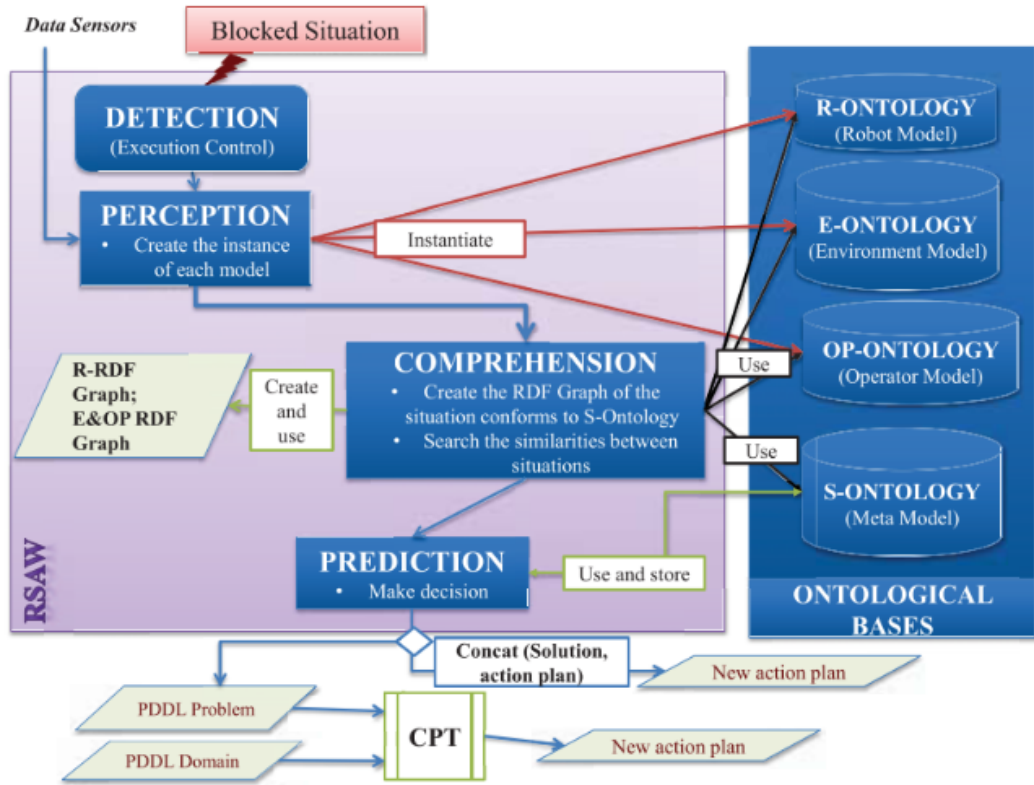 Data Sensors
Blocked Situation
DETECTION
(Execution Control)
PERCEPTION
• Create the instance
of each model
Instantiate
R-ONTOLOGY
(Robot Model)
E-ONTOLOGY
(Environment Model)
OP-ONTOLOGY
(Operator Model)
S-ONTOLOGY
(Meta Model)
ONTOLOGICAL
BASES
COMPREHENSION
• Create the RDF Graph of the
situation conforms to S-Ontology
• Search the similarities between
situations
Use
Use
R-RDF
Graph;
E&OP RDF
Graph
Create
and
use
PREDICTION
• Make decision
Use and store
RSAW
Concat (Solution,
action plan)
New action plan
PDDL Problem
PDDL Domain
CPT
New action plan